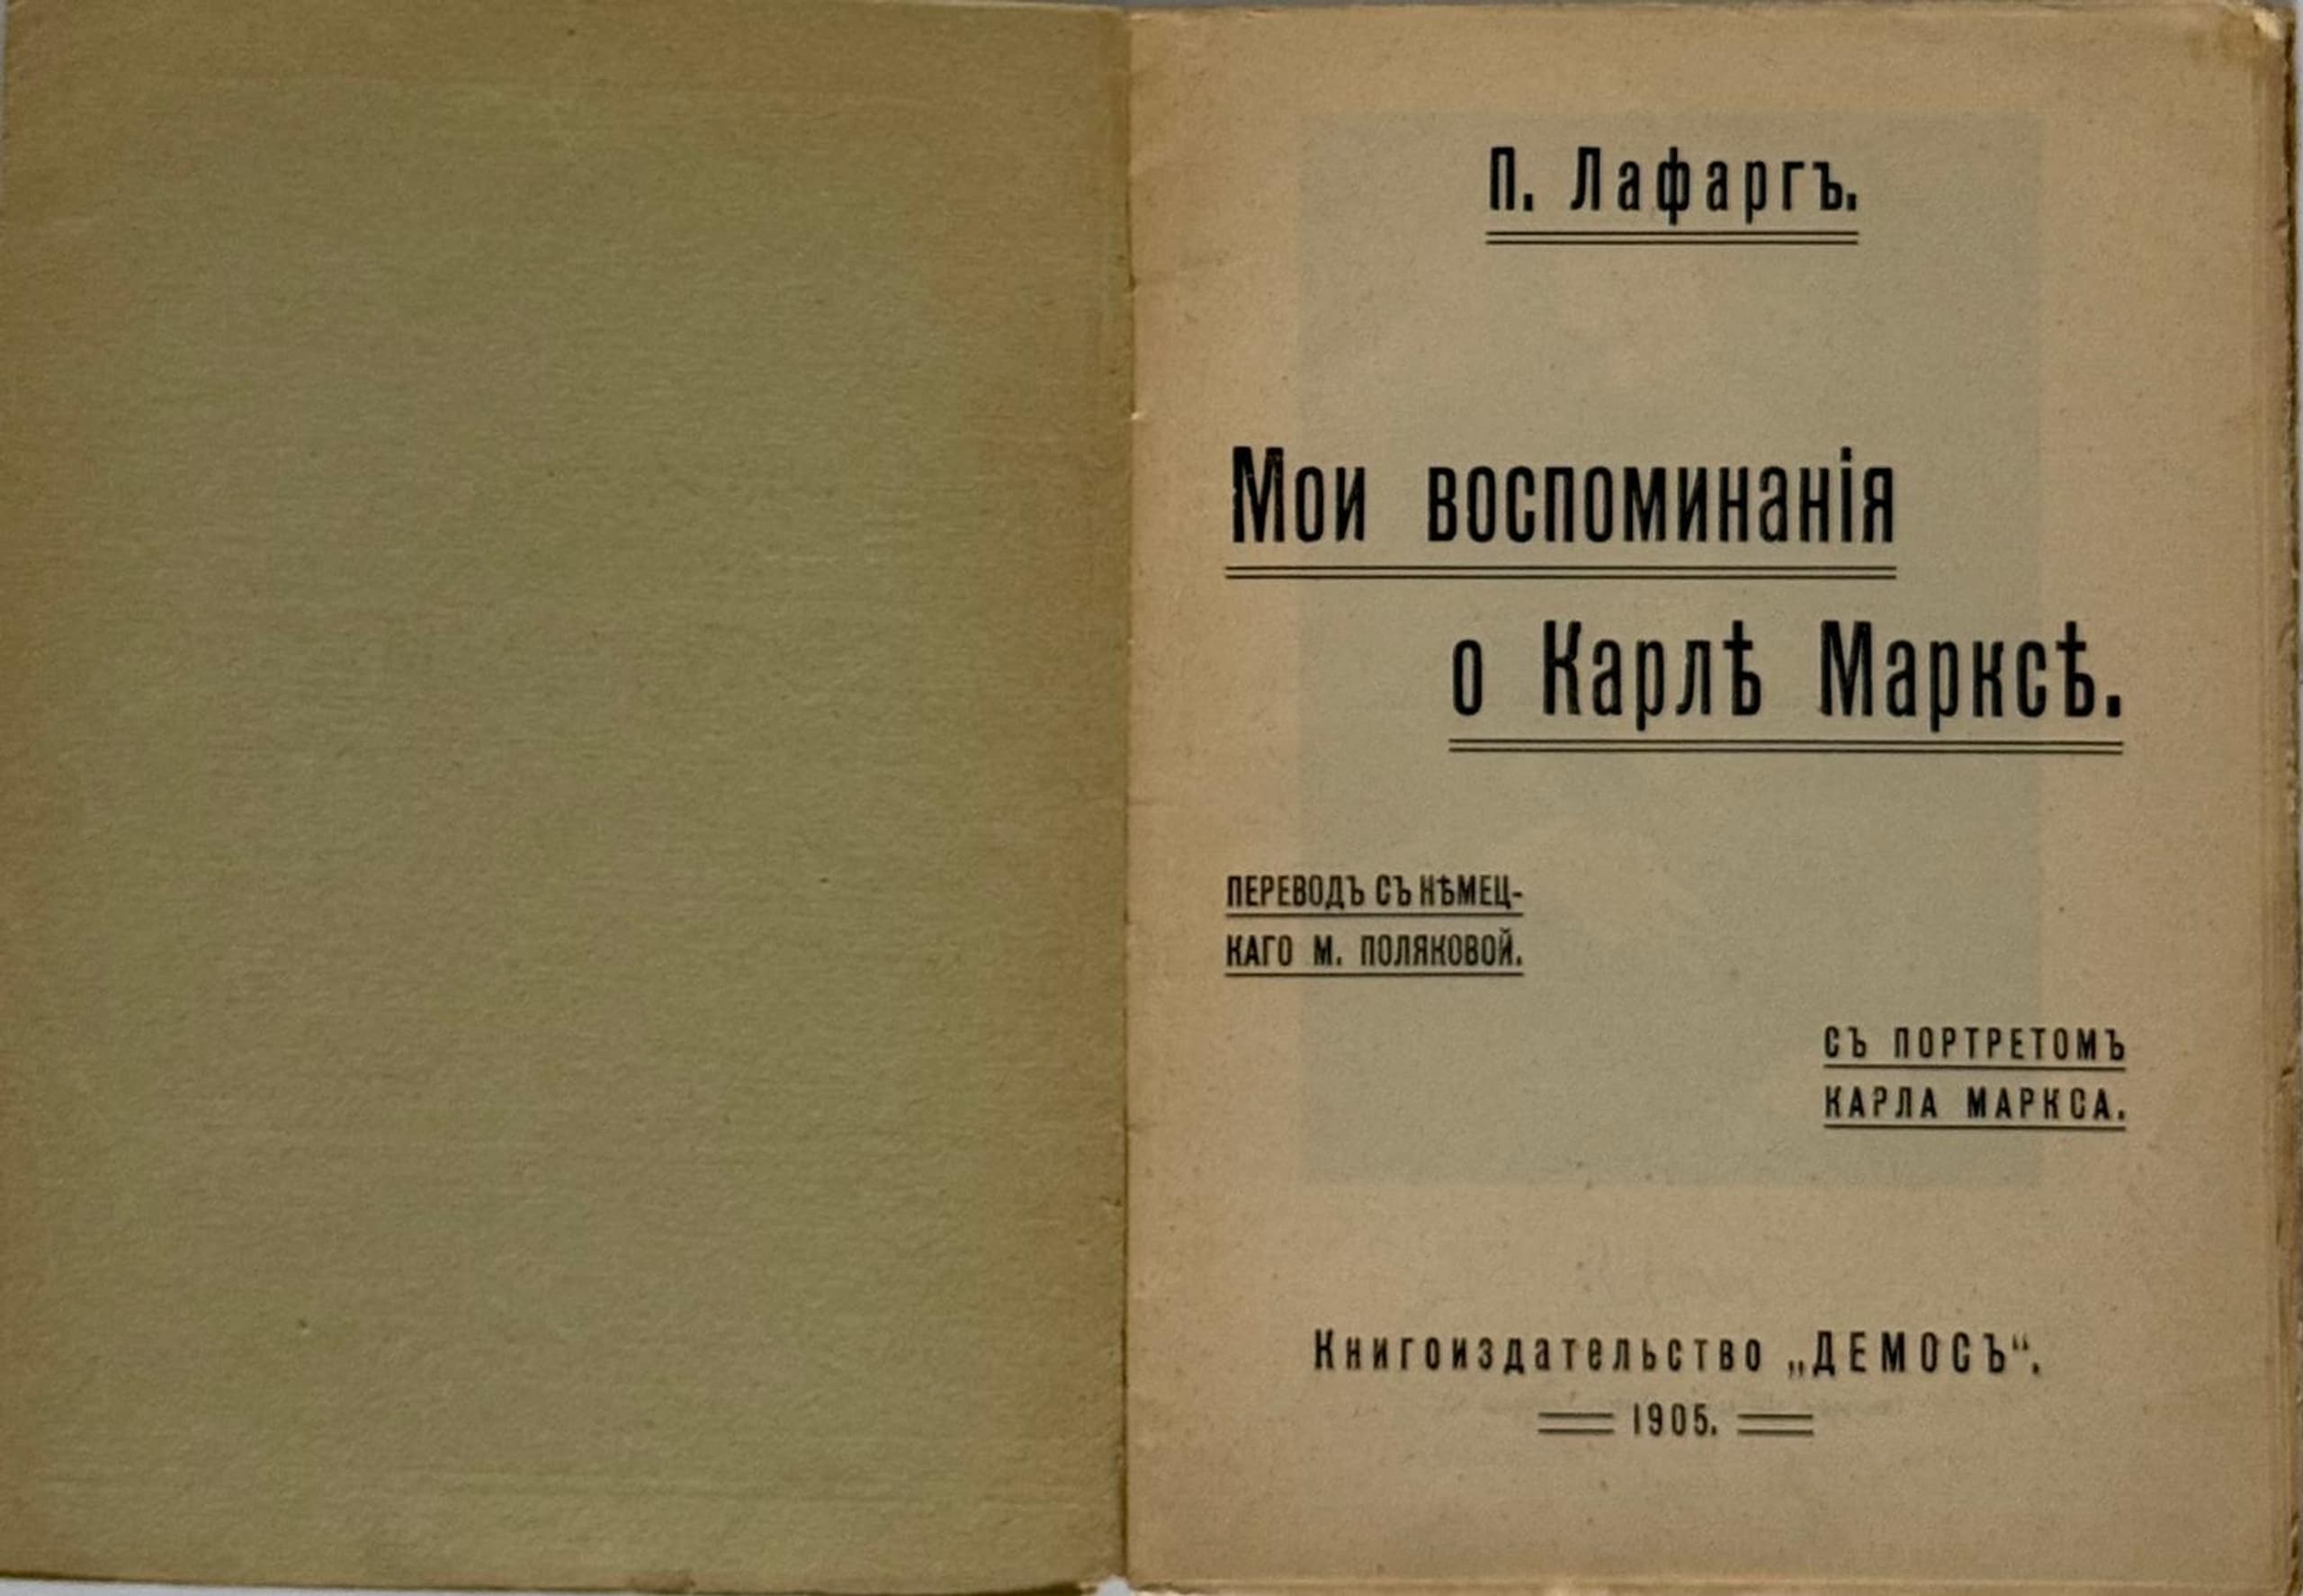 П. Лафаргъ.
Мои воспоминанія
о Карлѣ Марксѣ.
ПЕРЕВОДЪ СЪ НѢМЕЦ-
КАГО М. ПОЛЯКОВОЙ.
СЪ ПОРТРЕТОМЪ
КАРЛА МАРКСА.
Книгоиздательство „ДЕМОСЪ“.
1905.